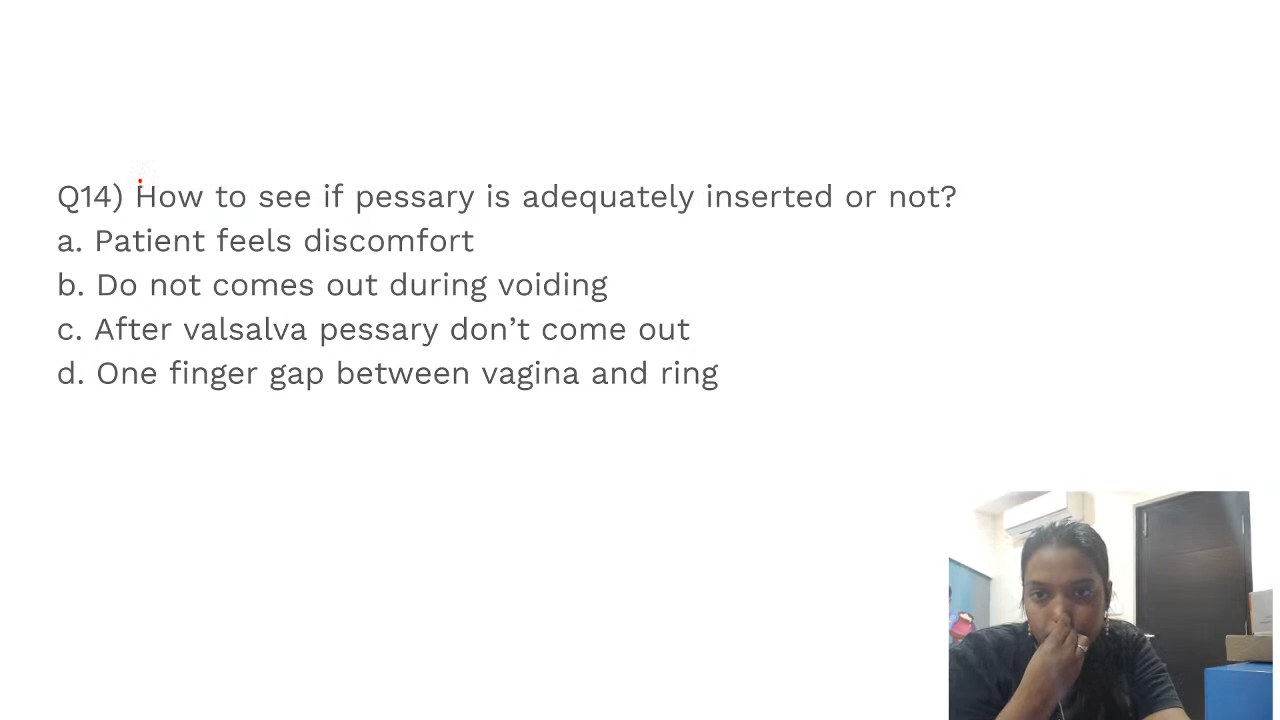 Q14) How to see if pessary is adequately inserted or not?
a. Patient feels discomfort
b. Do not comes out during voiding
c. After valsalva pessary don’t come out
d. One finger gap between vagina and ring